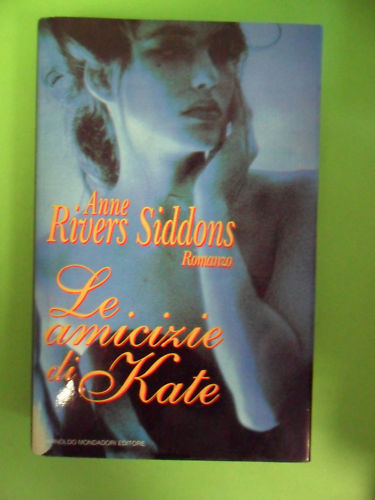 Anne
Rivers Siddons
Romanzo
Le
amicizie
di Kate
ARNOLDO MONDADORI EDITORE